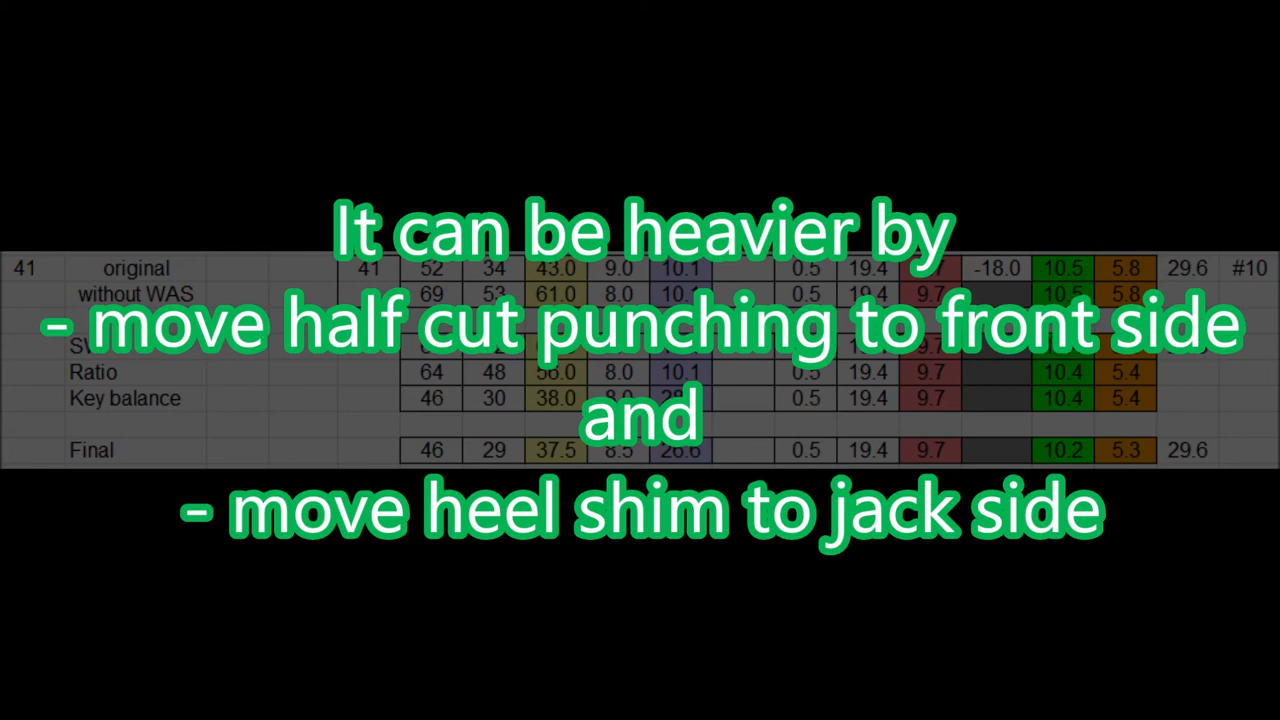 It can be heavier by
41 original 41 52 34 43.0 9.0 10.1 0.5 19.4 9.7 -18.0 10.5 5.8 29.6 #10
without WAS 69 53 61.0 8.0 10.1 0.5 19.4 9.7 10.5 5.8
- move half cut punching to front side
Ratio 64 48 56.0 8.0 10.1 0.5 19.4 9.7 10.4 5.4
Key balance 46 30 38.0 0.5 19.4 9.7 10.4 5.4
and
Final 46 29 37.5 8.5 26.6 0.5 19.4 9.7 10.2 5.3 29.6
- move heel shim to jack side